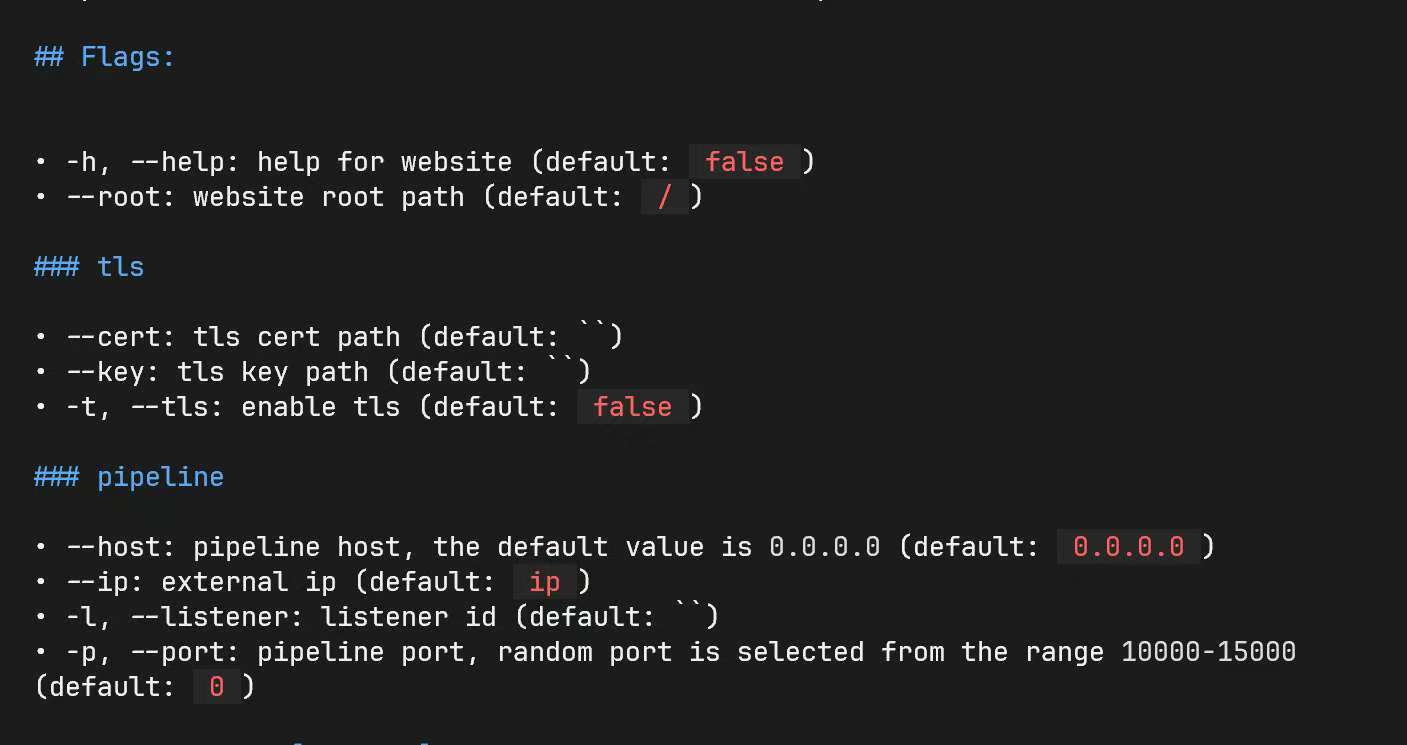 ## Flags:
• -h, --help: help for website (default: false )
• --root: website root path (default: / )
### tls
• --cert: tls cert path (default: ``)
• --key: tls key path (default: ``)
• -t, --tls: enable tls (default: false )
### pipeline
• --host: pipeline host, the default value is 0.0.0.0 (default: 0.0.0.0 )
• --ip: external ip (default: ip )
• -l, --listener: listener id (default: ``)
• -p, --port: pipeline port, random port is selected from the range 10000-15000
(default: 0 )